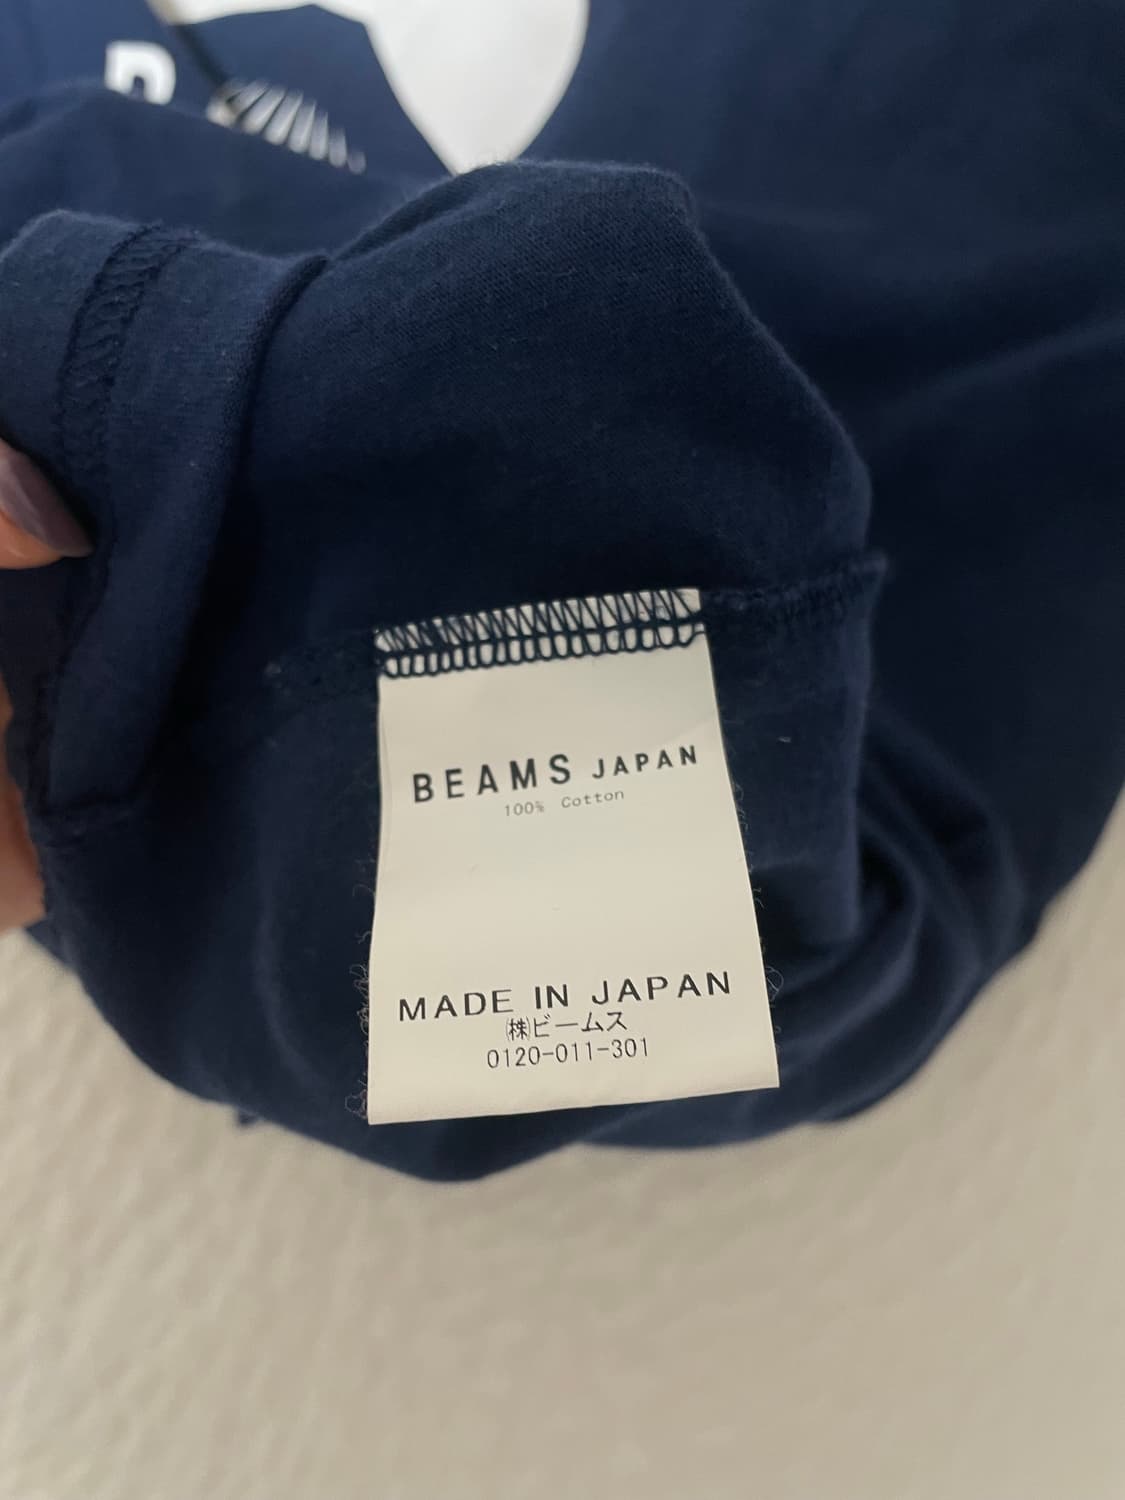 BEAMS JAPAN
100% Cotton
MADE IN JAPAN
㈱ビームス
0120-011-301